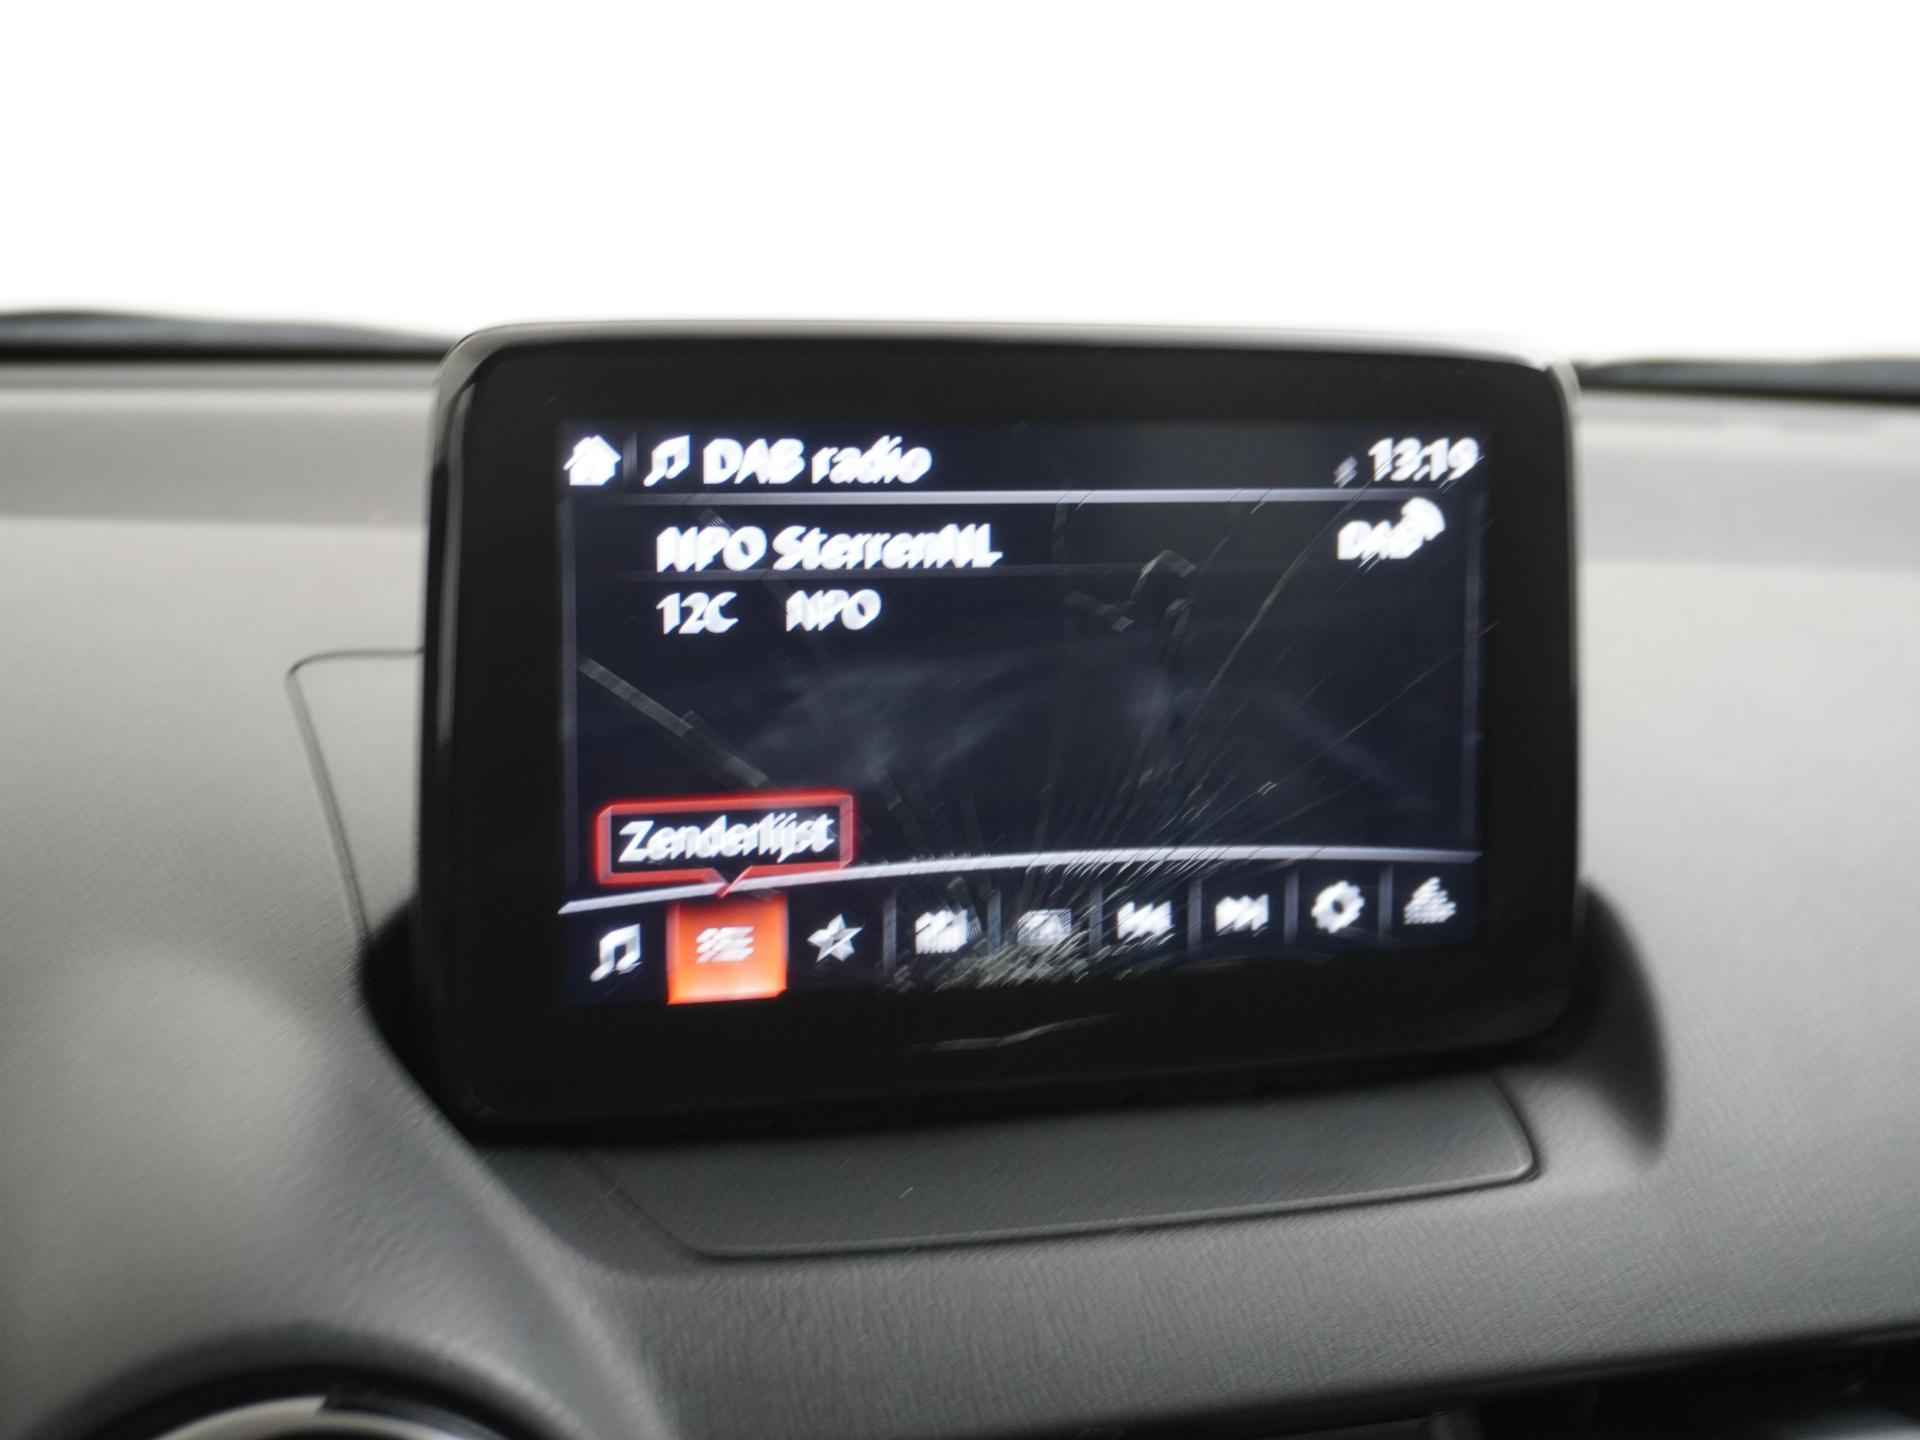 DAB radio 13:19
NPO SterrenNL DAB
12C NPO
Zenderlijst